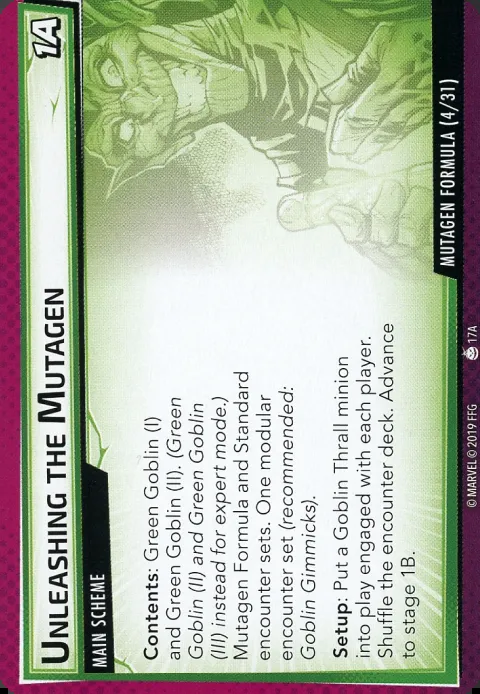 UNLEASHING THE MUTAGEN
1A
MAIN SCHEME
Contents: Green Goblin (I)
and Green Goblin (II). (Green
Goblin (II) and Green Goblin
(III) instead for expert mode.)
Mutagen Formula and Standard
encounter sets. One modular
encounter set (recommended:
Goblin Gimmicks).
Setup: Put a Goblin Thrall minion
into play engaged with each player.
Shuffle the encounter deck. Advance
to stage 1B.
MUTAGEN FORMULA (4/31)
© MARVEL © 2019 FFG
17A